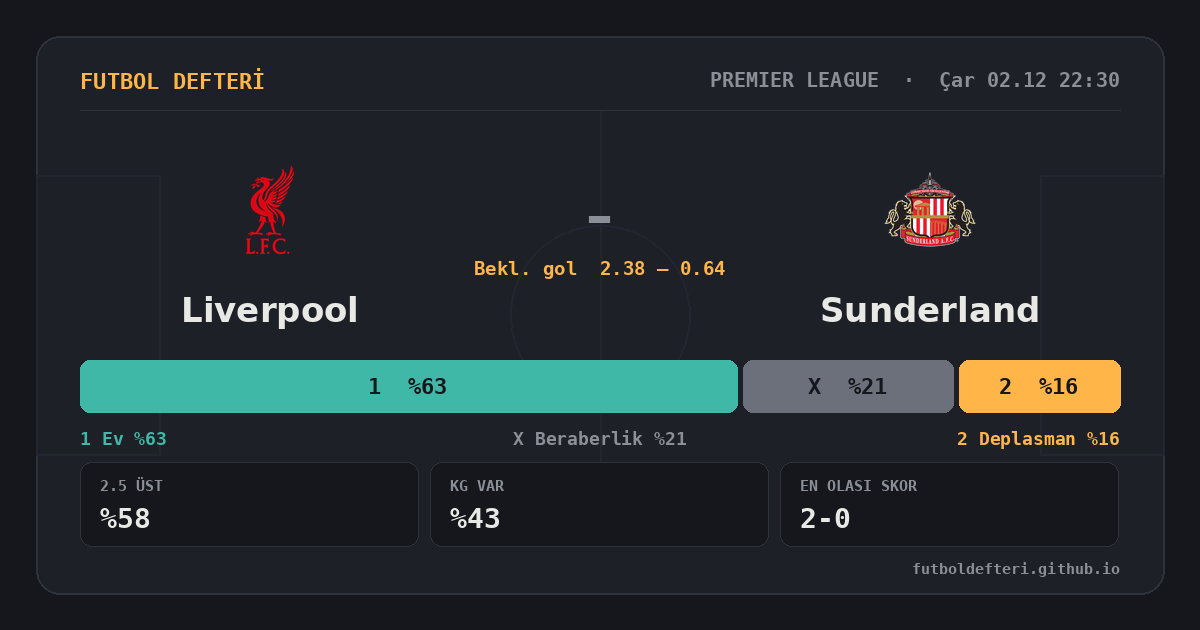 FUTBOL DEFTERİ
PREMIER LEAGUE · Çar 02.12 22:30
L.F.C.
SUNDERLAND A.F.C.
–
Bekl. gol 2.38 – 0.64
Liverpool
Sunderland
1 %63
X %21
2 %16
1 Ev %63
X Beraberlik %21
2 Deplasman %16
2.5 ÜST
%58
KG VAR
%43
EN OLASI SKOR
2-0
futboldefteri.github.io